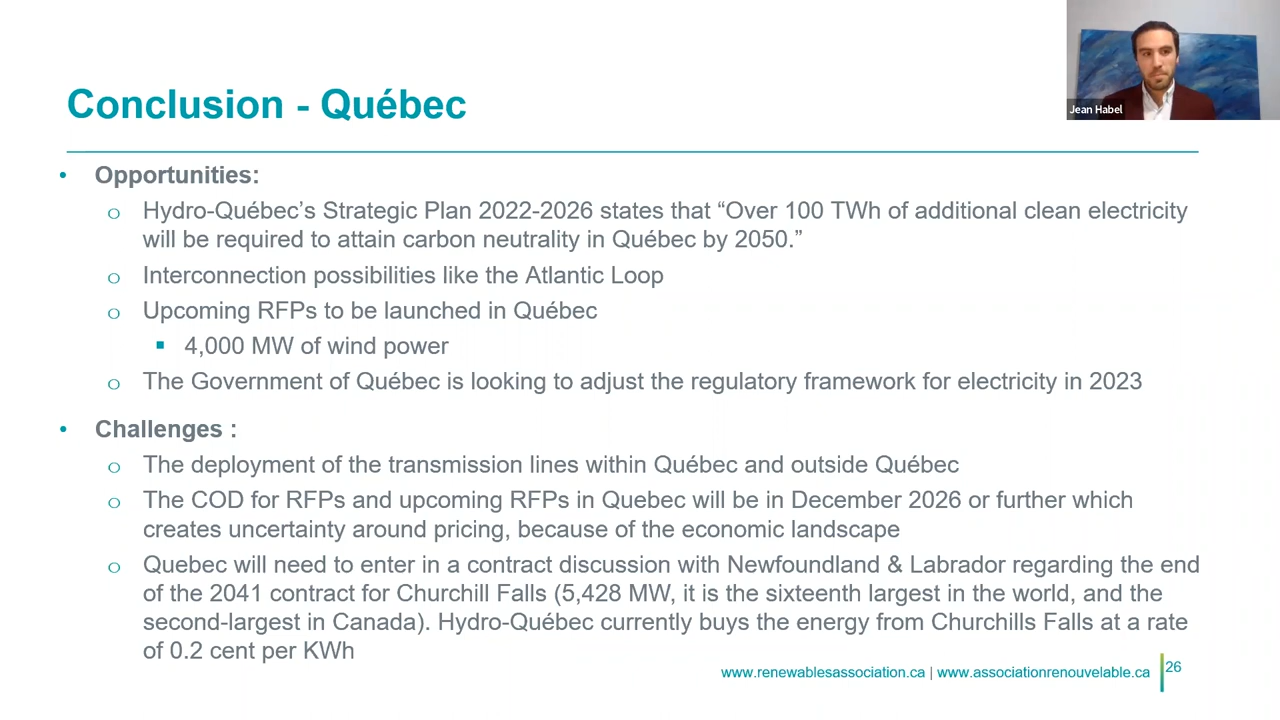 Jean Habel
Conclusion - Québec
• Opportunities:
o Hydro-Québec’s Strategic Plan 2022-2026 states that “Over 100 TWh of additional clean electricity
will be required to attain carbon neutrality in Québec by 2050.”
o Interconnection possibilities like the Atlantic Loop
o Upcoming RFPs to be launched in Québec
▪ 4,000 MW of wind power
o The Government of Québec is looking to adjust the regulatory framework for electricity in 2023
• Challenges :
o The deployment of the transmission lines within Québec and outside Québec
o The COD for RFPs and upcoming RFPs in Quebec will be in December 2026 or further which
creates uncertainty around pricing, because of the economic landscape
o Quebec will need to enter in a contract discussion with Newfoundland & Labrador regarding the end
of the 2041 contract for Churchill Falls (5,428 MW, it is the sixteenth largest in the world, and the
second-largest in Canada). Hydro-Québec currently buys the energy from Churchills Falls at a rate
of 0.2 cent per KWh
www.renewablesassociation.ca | www.associationrenouvelable.ca 26